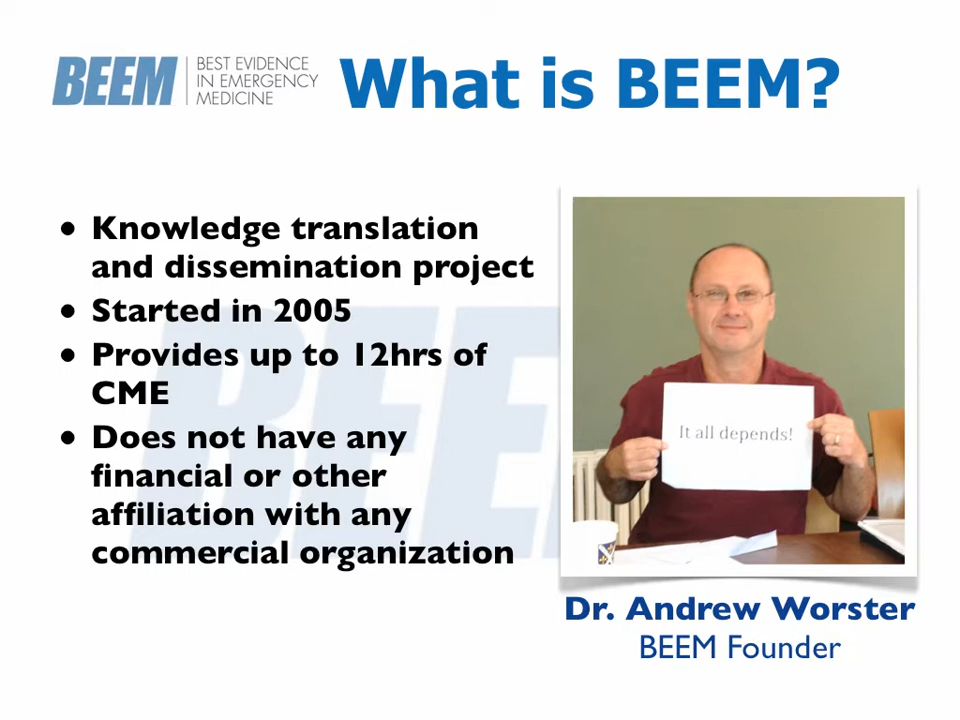 BEEM
BEST EVIDENCE
IN EMERGENCY
MEDICINE
What is BEEM?
• Knowledge translation
and dissemination project
• Started in 2005
• Provides up to 12hrs of
CME
• Does not have any
financial or other
affiliation with any
commercial organization
It all depends!
Dr. Andrew Worster
BEEM Founder